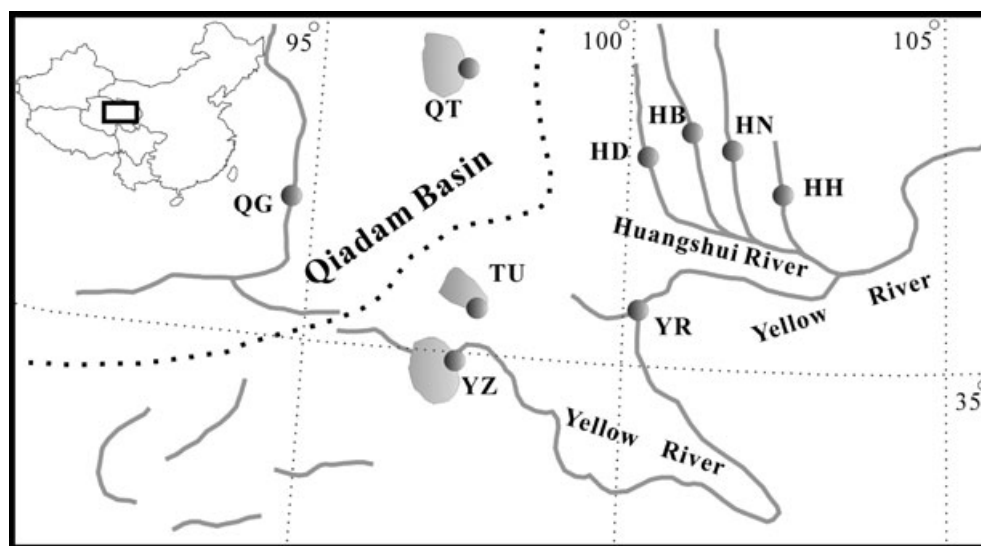 95°
100°
105°
QT
HB
HN
HD
HH
QG
Qiadam Basin
Huangshui River
TU
Yellow River
YR
YZ
35°
Yellow River